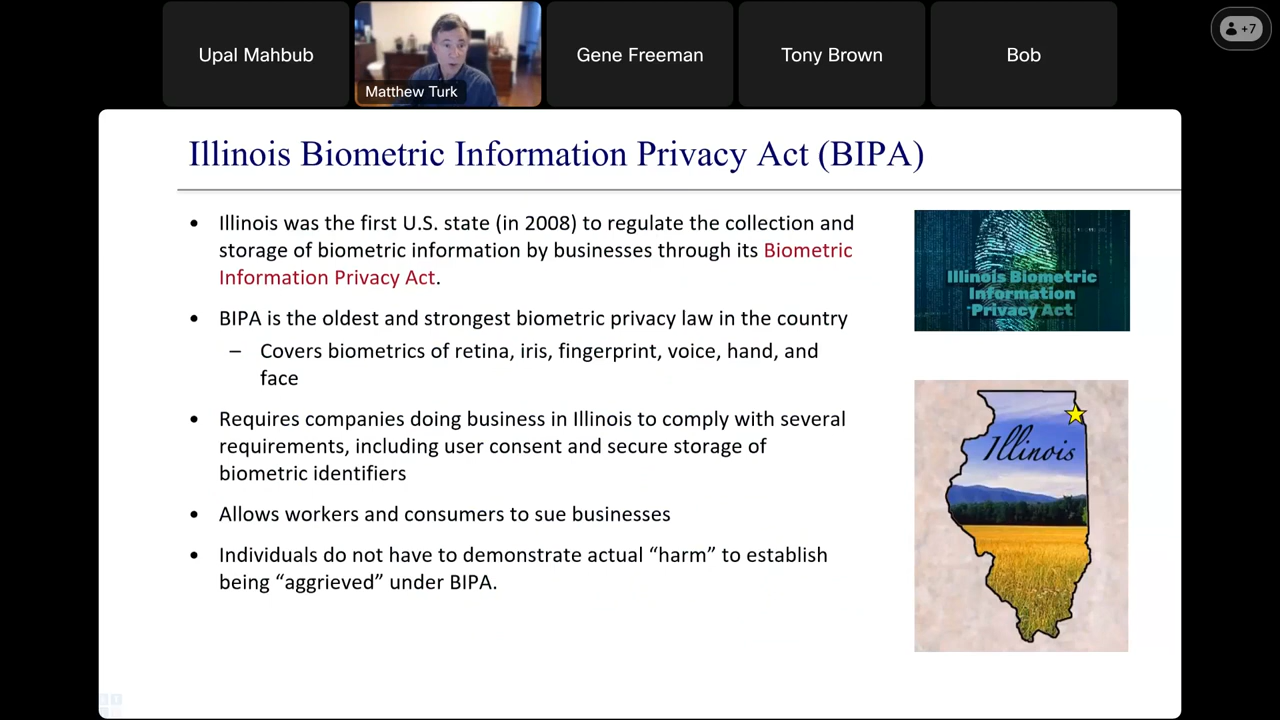 Upal Mahbub
Matthew Turk
Gene Freeman
Tony Brown
Bob
+7
Illinois Biometric Information Privacy Act (BIPA)
• Illinois was the first U.S. state (in 2008) to regulate the collection and
storage of biometric information by businesses through its Biometric
Information Privacy Act.
• BIPA is the oldest and strongest biometric privacy law in the country
– Covers biometrics of retina, iris, fingerprint, voice, hand, and
face
• Requires companies doing business in Illinois to comply with several
requirements, including user consent and secure storage of
biometric identifiers
• Allows workers and consumers to sue businesses
• Individuals do not have to demonstrate actual “harm” to establish
being “aggrieved” under BIPA.
Illinois Biometric
Information
Privacy Act
Illinois